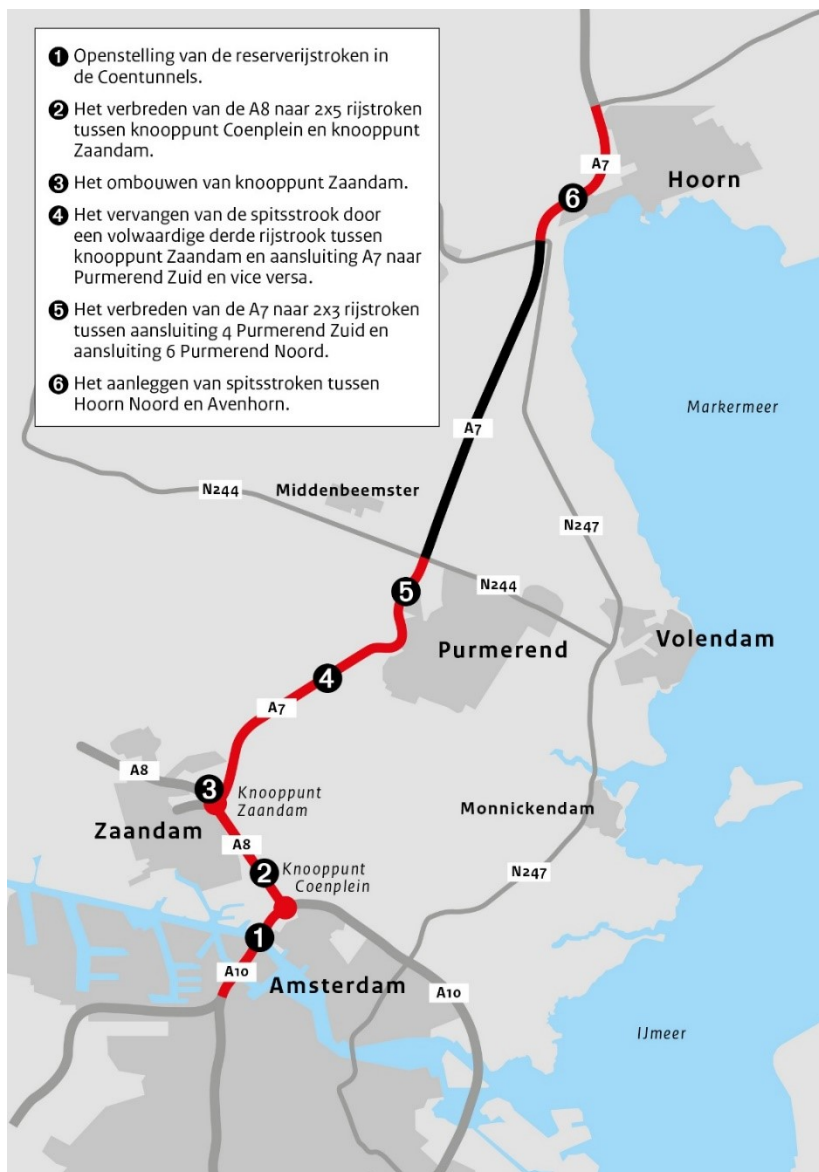 1 Openstelling van de reserverijstroken in
de Coentunnels.
2 Het verbreden van de A8 naar 2x5 rijstroken
tussen knooppunt Coenplein en knooppunt
Zaandam.
3 Het ombouwen van knooppunt Zaandam.
4 Het vervangen van de spitsstrook door
een volwaardige derde rijstrook tussen
knooppunt Zaandam en aansluiting A7 naar
Purmerend Zuid en vice versa.
5 Het verbreden van de A7 naar 2x3 rijstroken
tussen aansluiting 4 Purmerend Zuid en
aansluiting 6 Purmerend Noord.
6 Het aanleggen van spitsstroken tussen
Hoorn Noord en Avenhorn.
A7
Hoorn
6
Markermeer
A7
N244
Middenbeemster
N247
5
N244
Purmerend
Volendam
4
A7
A8
3
Knooppunt
Zaandam
Zaandam
A8
Monnickendam
2
Knooppunt
Coenplein
N247
1
A10
Amsterdam
A10
IJmeer